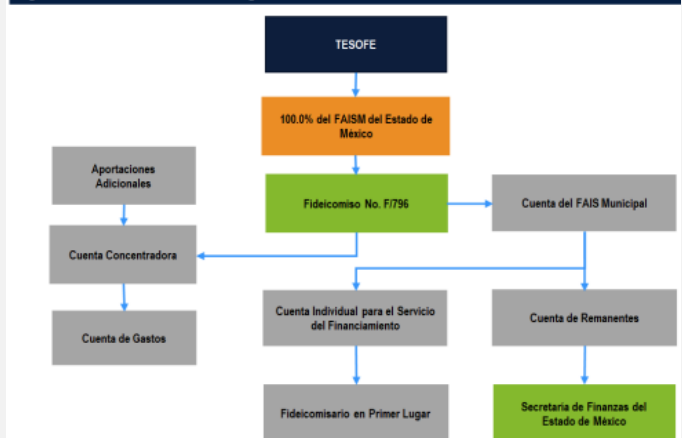 TESOFE
100.0% del FAISM del Estado de
México
Aportaciones
Adicionales
Fideicomiso No. F/796
Cuenta del FAIS Municipal
Cuenta Concentradora
Cuenta Individual para el Servicio
del Financiamiento
Cuenta de Remanentes
Cuenta de Gastos
Fideicomisario en Primer Lugar
Secretaría de Finanzas del
Estado de México